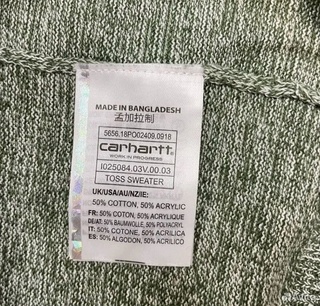 MADE IN BANGLADESH
孟加拉制
5656.18PO02409.0918
carhartt
WORK IN PROGRESS
I025084.03V.00.03
TOSS SWEATER
UK/USA/AU/NZ/IE:
50% COTTON, 50% ACRYLIC
FR: 50% COTON, 50% ACRYLIQUE
DE/AT: 50% BAUMWOLLE, 50% POLYACRYL
IT: 50% COTONE, 50% ACRILICA
ES: 50% ALGODON, 50% ACRILICO